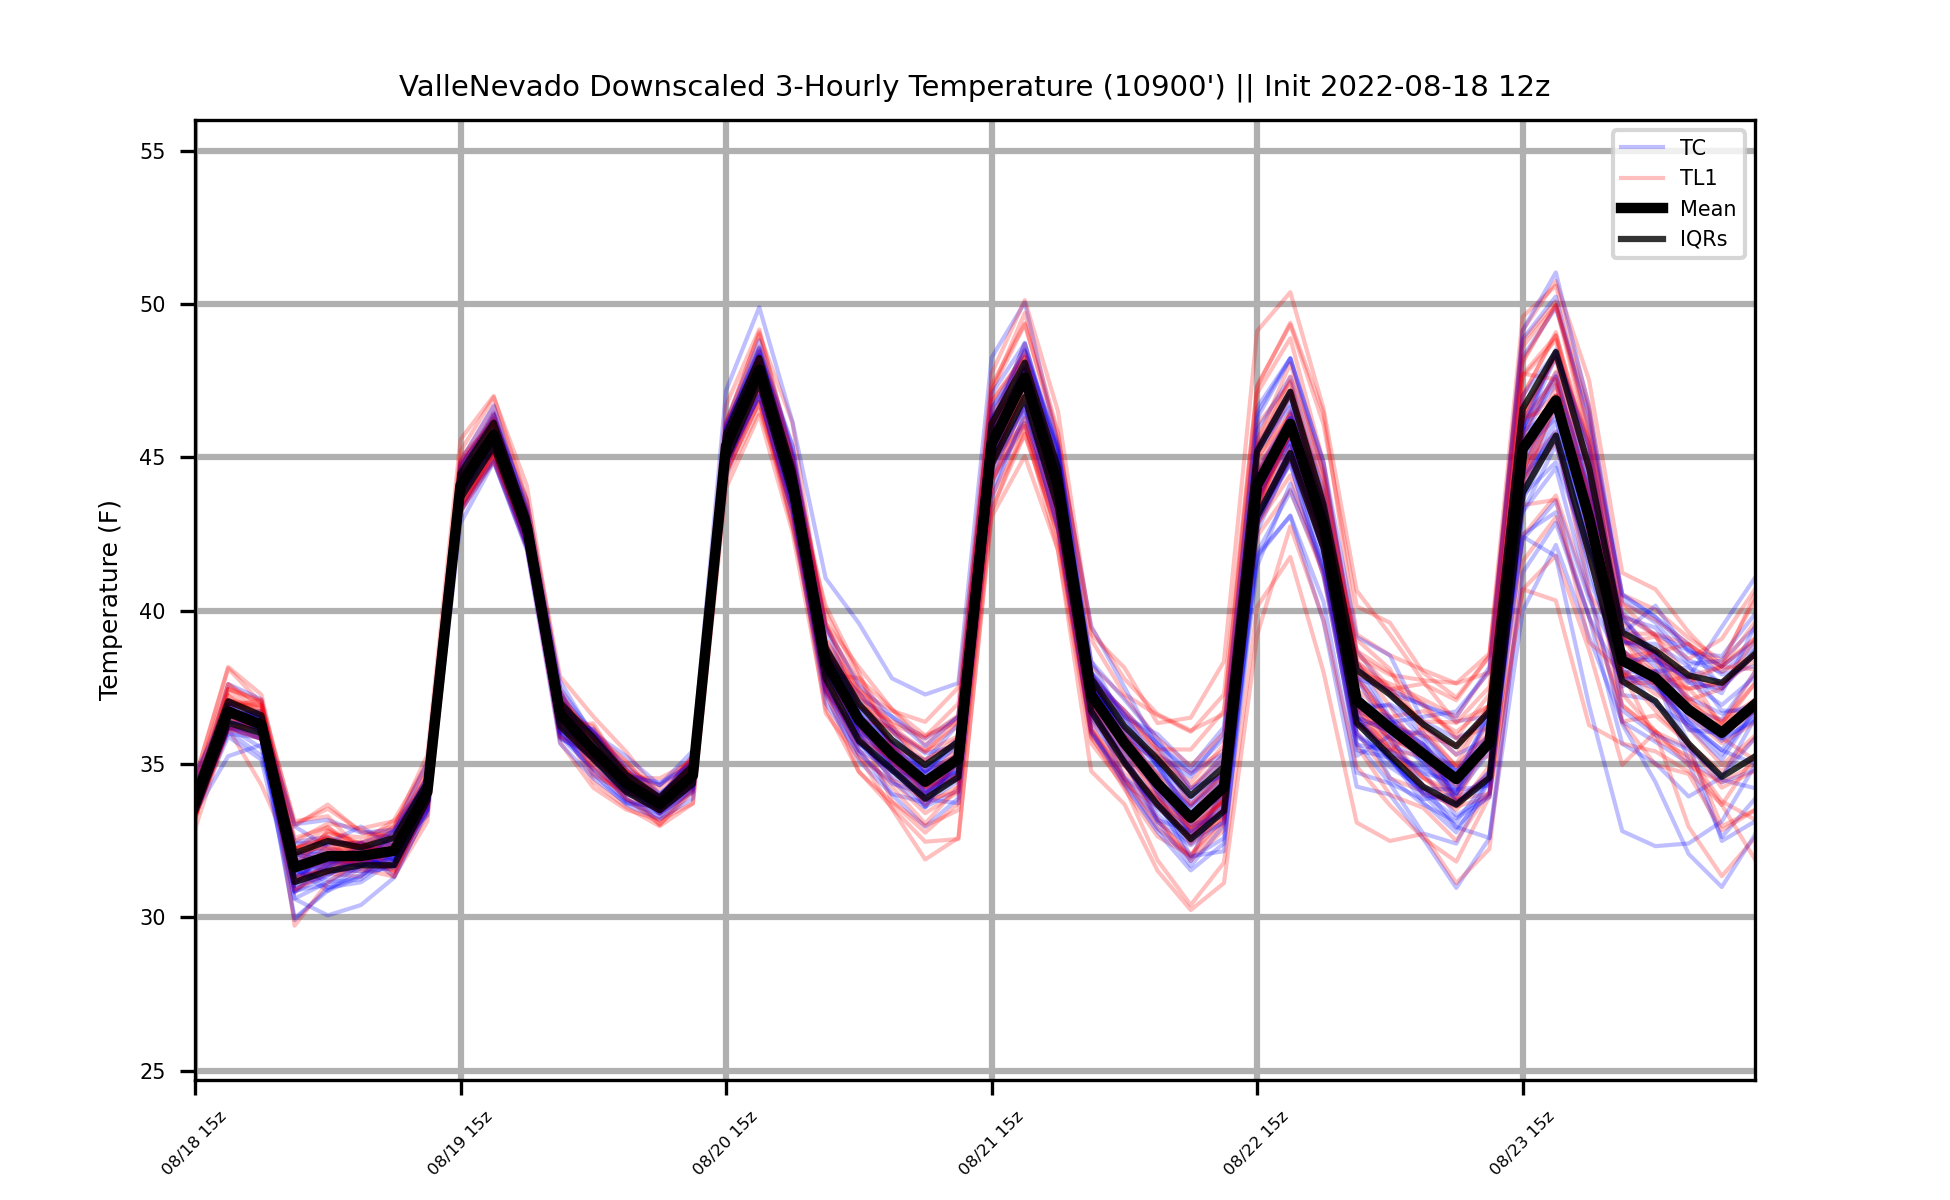 ValleNevado Downscaled 3-Hourly Temperature (10900') || Init 2022-08-18 12z
TC
TL1
Mean
IQRs
Temperature (F)
55
50
45
40
35
30
25
08/18 15z
08/19 15z
08/20 15z
08/21 15z
08/22 15z
08/23 15z